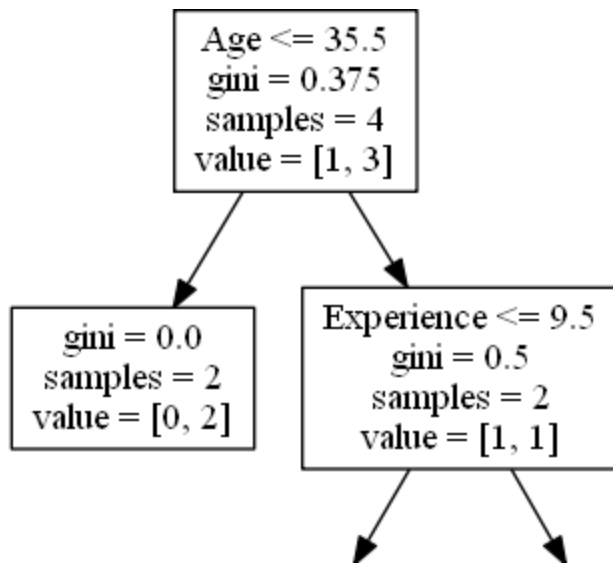 Age <= 35.5
gini = 0.375
samples = 4
value = [1, 3]
gini = 0.0
samples = 2
value = [0, 2]
Experience <= 9.5
gini = 0.5
samples = 2
value = [1, 1]